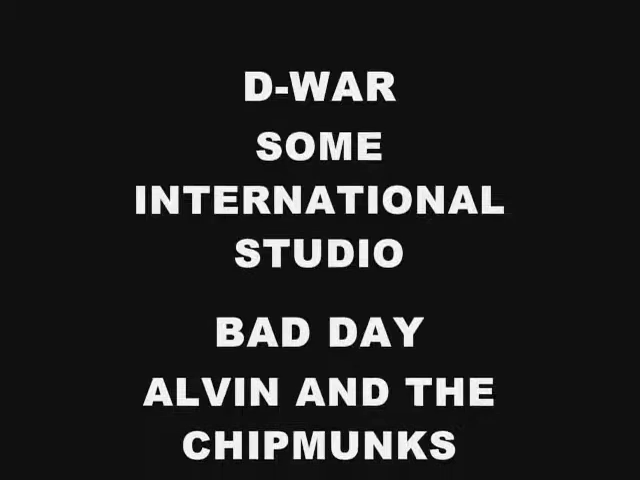 D-WAR
SOME
INTERNATIONAL
STUDIO
BAD DAY
ALVIN AND THE
CHIPMUNKS